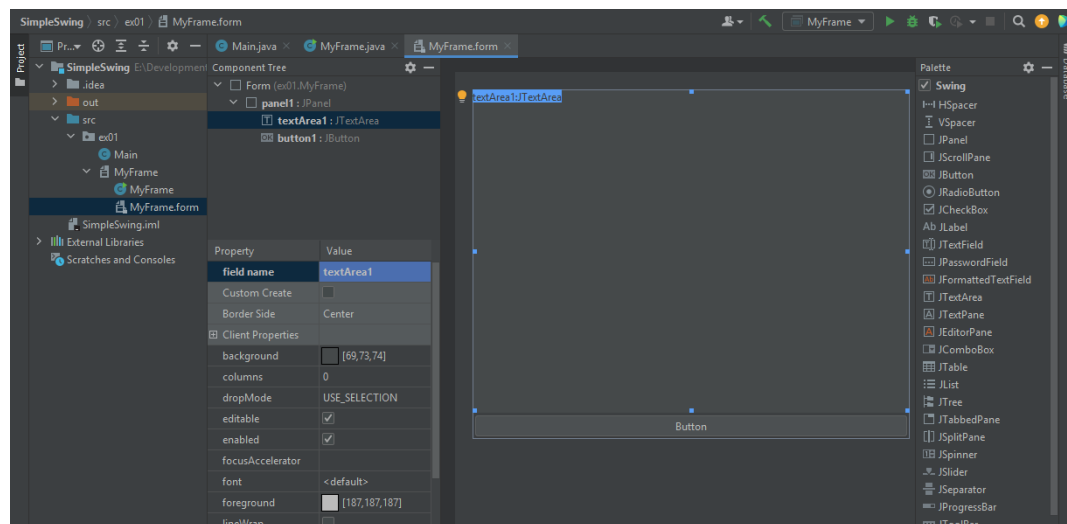 SimpleSwing src ex01 MyFrame.form
MyFrame
Project
Pr...
Main.java
MyFrame.java
MyFrame.form
SimpleSwing E:\Development
.idea
out
src
ex01
Main
MyFrame
MyFrame
MyFrame.form
SimpleSwing.iml
External Libraries
Scratches and Consoles
Component Tree
Form (ex01.MyFrame)
panel1 : JPanel
textArea1 : JTextArea
button1 : JButton
Property Value
field name textArea1
Custom Create
Border Side Center
Client Properties
background [69,73,74]
columns 0
dropMode USE_SELECTION
editable
enabled
focusAccelerator
font <default>
foreground [187,187,187]
lineWrap
textArea1:JTextArea
Button
Palette
Swing
HSpacer
VSpacer
JPanel
JScrollPane
JButton
JRadioButton
JCheckBox
Ab JLabel
JTextField
JPasswordField
JFormattedTextField
JTextArea
JTextPane
JEditorPane
JComboBox
JTable
JList
JTree
JTabbedPane
JSplitPane
JSpinner
JSlider
JSeparator
JProgressBar
JToolBar
Database